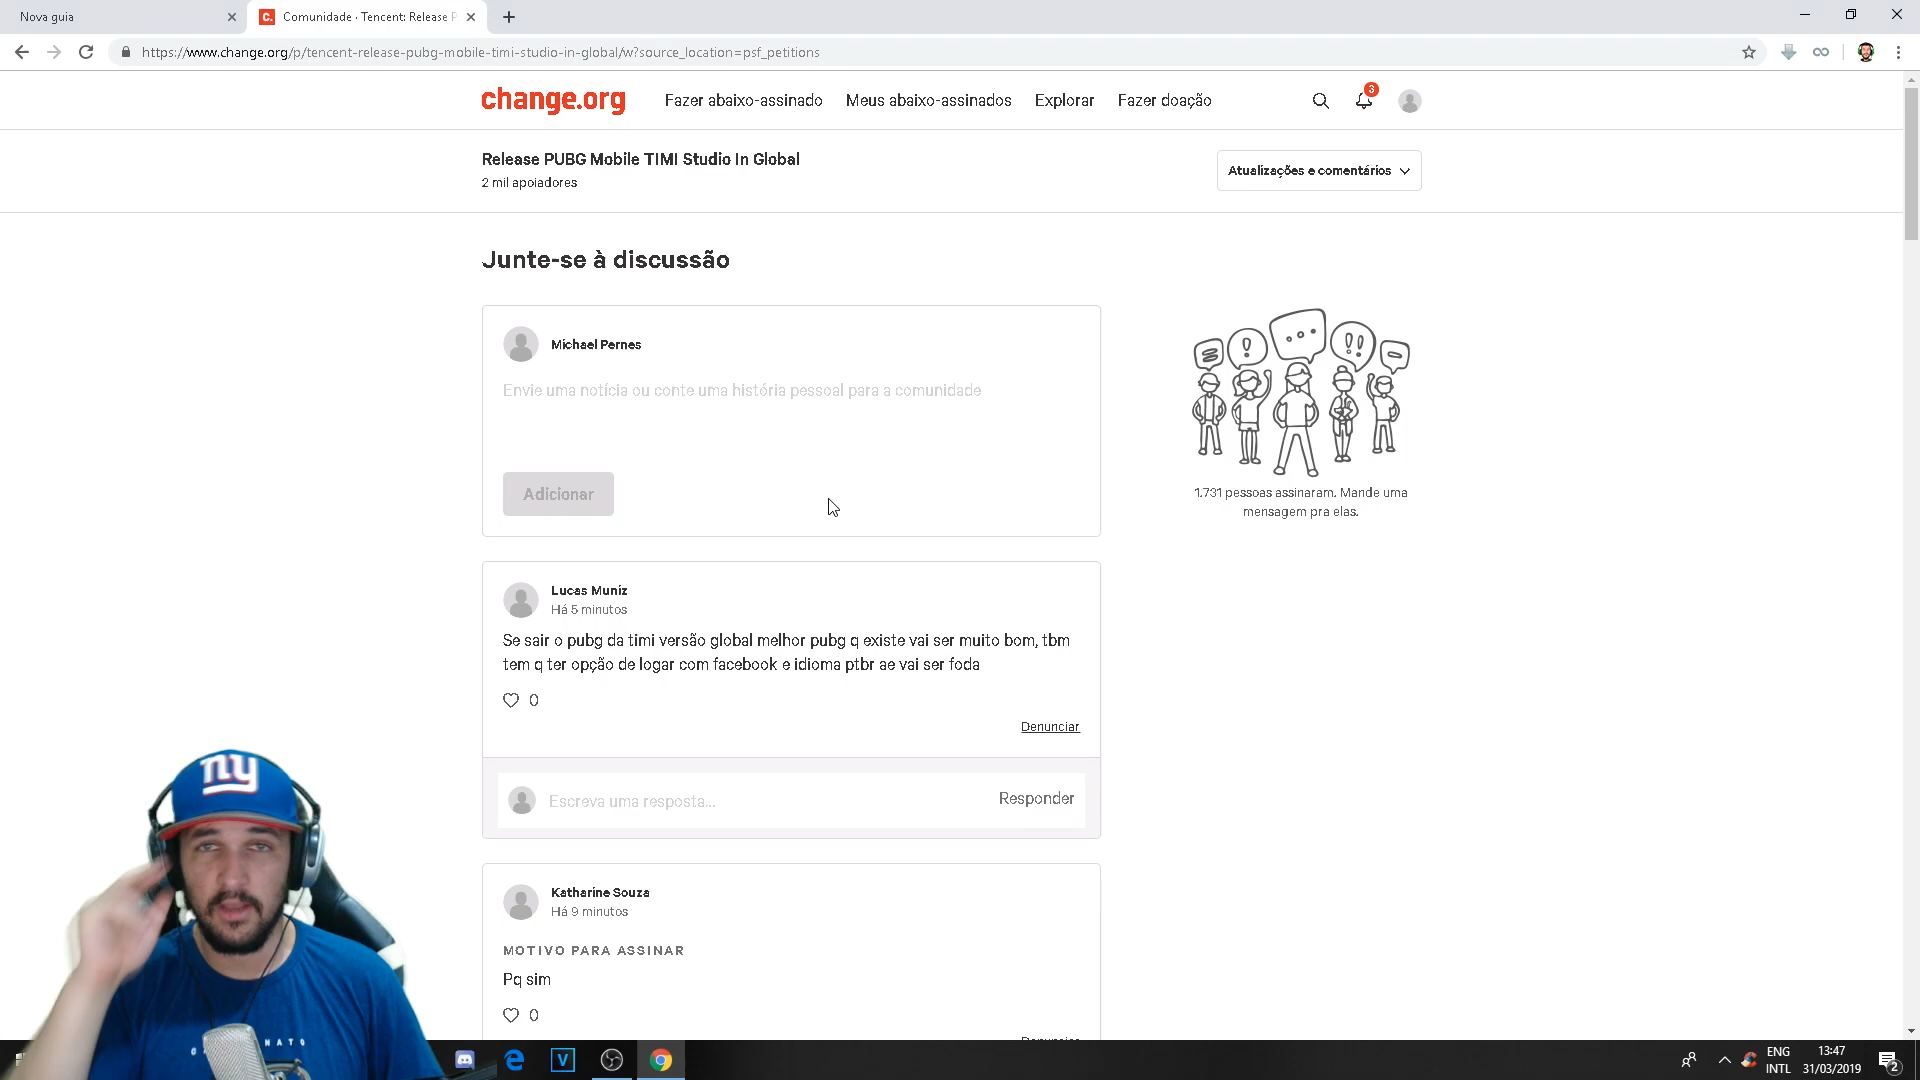 Nova guia
Comunidade · Tencent: Release P
https://www.change.org/p/tencent-release-pubg-mobile-timi-studio-in-global/w?source_location=psf_petitions
change.org
Fazer abaixo-assinado
Meus abaixo-assinados
Explorar
Fazer doação
3
Release PUBG Mobile TIMI Studio In Global
2 mil apoiadores
Atualizações e comentários
Junte-se à discussão
Michael Pernes
Envie uma notícia ou conte uma história pessoal para a comunidade
Adicionar
1.731 pessoas assinaram. Mande uma
mensagem pra elas.
Lucas Muniz
Há 5 minutos
Se sair o pubg da timi versão global melhor pubg q existe vai ser muito bom, tbm
tem q ter opção de logar com facebook e idioma ptbr ae vai ser foda
0
Denunciar
Escreva uma resposta...
Responder
Katharine Souza
Há 9 minutos
MOTIVO PARA ASSINAR
Pq sim
0
Denunciar
ny
V
ENG
INTL
13:47
31/03/2019
2